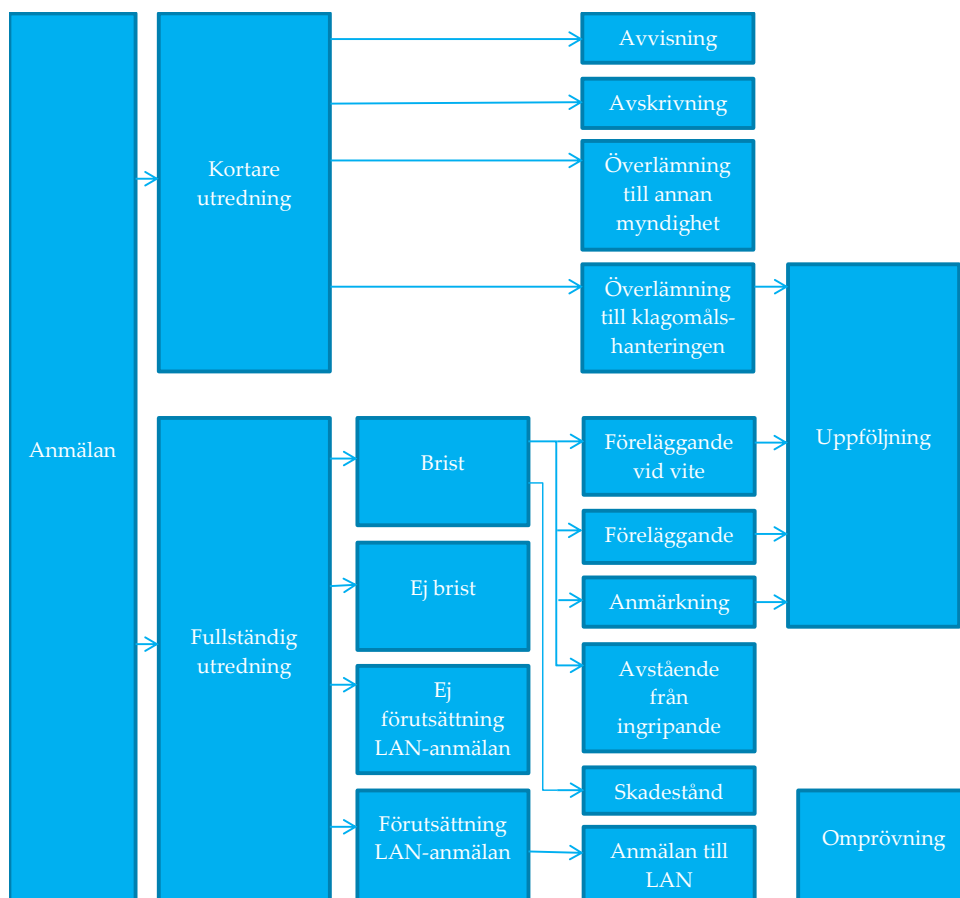 Anmälan
Kortare
utredning
Avvisning
Avskrivning
Överlämning
till annan
myndighet
Överlämning
till klagomåls-
hanteringen
Uppföljning
Fullständig
utredning
Brist
Ej brist
Ej
förutsättning
LAN-anmälan
Förutsättning
LAN-anmälan
Föreläggande
vid vite
Föreläggande
Anmärkning
Avstående
från
ingripande
Skadestånd
Anmälan till
LAN
Omprövning